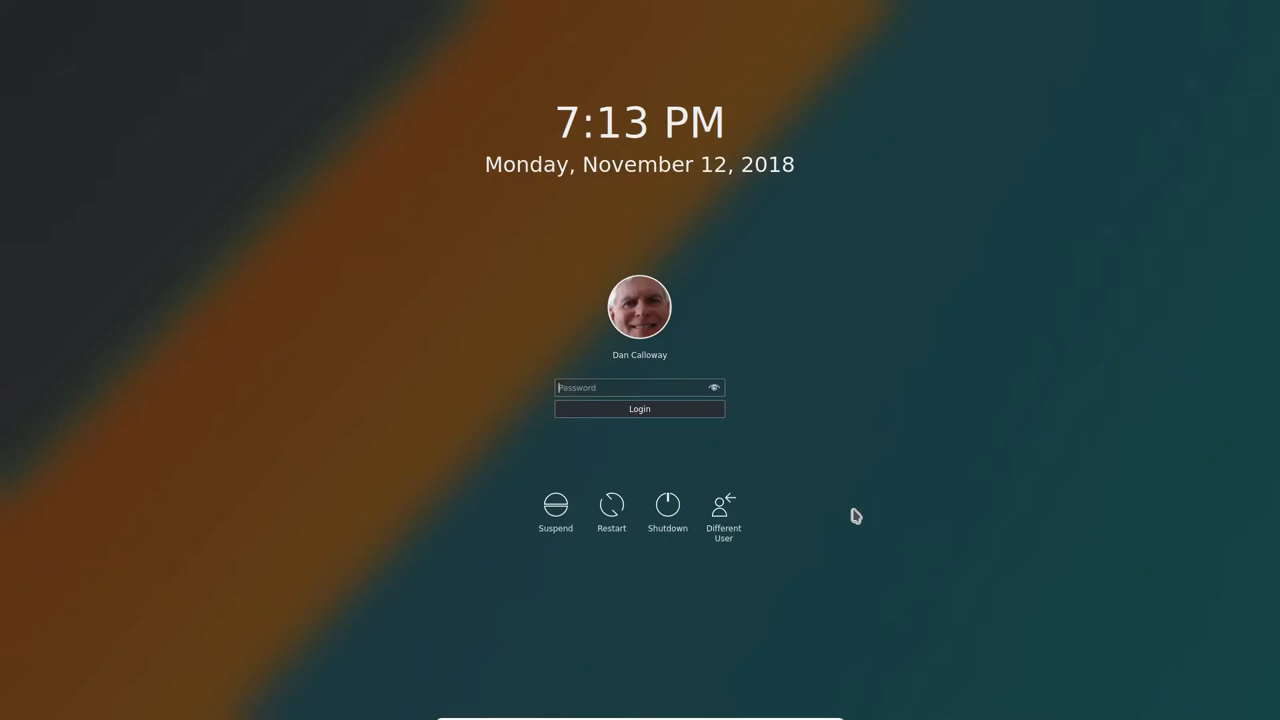 7:13 PM
Monday, November 12, 2018
Dan Calloway
Password
Login
Suspend
Restart
Shutdown
Different
User